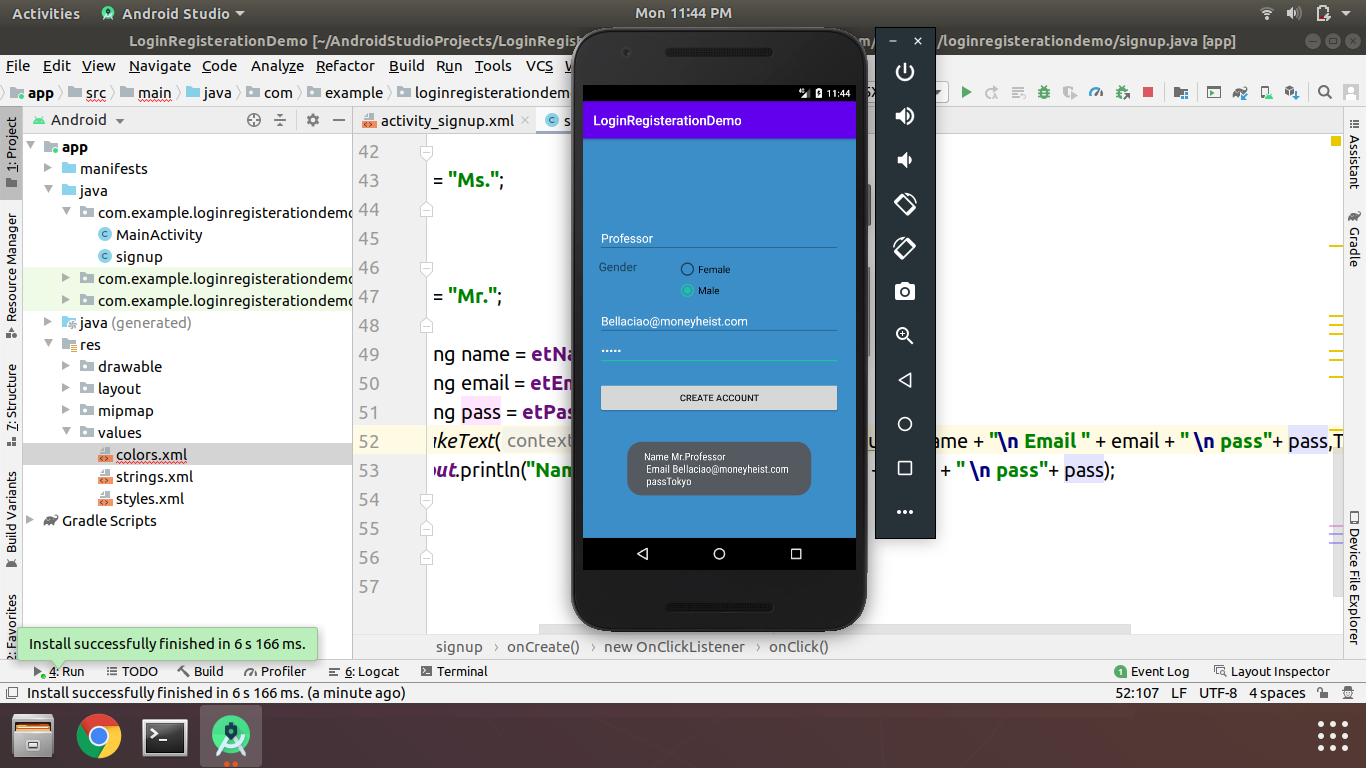 Activities
Android Studio
Mon 11:44 PM
LoginRegisterationDemo [~/AndroidStudioProjects/LoginRegis
/loginregisterationdemo/signup.java [app]
File Edit View Navigate Code Analyze Refactor Build Run Tools VCS
app src main java com example loginregisterationdemo
Android
activity_signup.xml
1: Project
Resource Manager
Z: Structure
Build Variants
2: Favorites
app
manifests
java
com.example.loginregisterationdemo
MainActivity
signup
com.example.loginregisterationdemo
com.example.loginregisterationdemo
java (generated)
res
drawable
layout
mipmap
values
colors.xml
strings.xml
styles.xml
Gradle Scripts
42
43 = "Ms.";
44
45
46
47 = "Mr.";
48
49 ng name = etNa
50 ng email = etEm
51 ng pass = etPas
52 akeText( context ame + "\n Email " + email + " \n pass"+ pass,T
53 out.println("Nam + " \n pass"+ pass);
54
55
56
57
11:44
LoginRegisterationDemo
Professor
Gender
Female
Male
Bellaciao@moneyheist.com
•••••
CREATE ACCOUNT
Name Mr.Professor
Email Bellaciao@moneyheist.com
passTokyo
Assistant
Gradle
Device File Explorer
signup onCreate() new OnClickListener onClick()
Install successfully finished in 6 s 166 ms.
4: Run TODO Build Profiler 6: Logcat Terminal
1 Event Log Layout Inspector
Install successfully finished in 6 s 166 ms. (a minute ago)
52:107 LF UTF-8 4 spaces